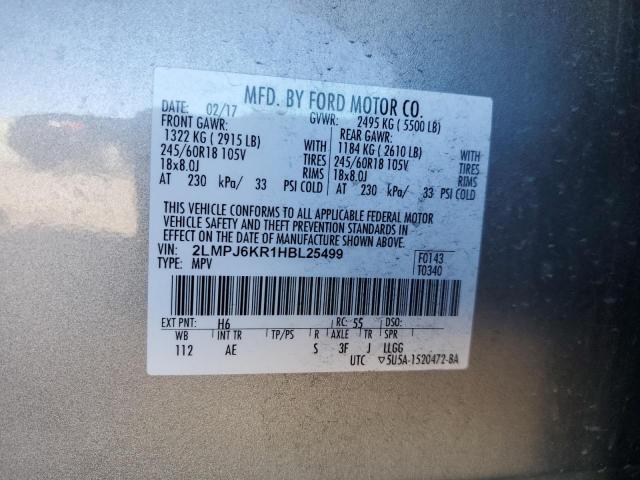 MFD. BY FORD MOTOR CO.
DATE: 02/17 GVWR: 2495 KG ( 5500 LB)
FRONT GAWR: REAR GAWR:
1322 KG ( 2915 LB) 1184 KG ( 2610 LB)
245/60R18 105V WITH TIRES 245/60R18 105V WITH TIRES
18x8.0J RIMS 18x8.0J RIMS
AT 230 kPa/ 33 PSI COLD AT 230 kPa/ 33 PSI COLD
THIS VEHICLE CONFORMS TO ALL APPLICABLE FEDERAL MOTOR
VEHICLE SAFETY AND THEFT PREVENTION STANDARDS IN
EFFECT ON THE DATE OF MANUFACTURE SHOWN ABOVE.
VIN: 2LMPJ6KR1HBL25499 F0143
TYPE: MPV T0340
EXT PNT: H6 RC: 55 DSO:
WB INT TR TP/PS R AXLE TR SPR
112 AE S 3F J LLGG
UTC ▽5U5A-1520472-BA